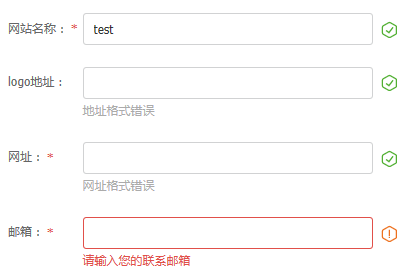 网站名称： * test
logo地址：
地址格式错误
网址： *
网址格式错误
邮箱： *
请输入您的联系邮箱